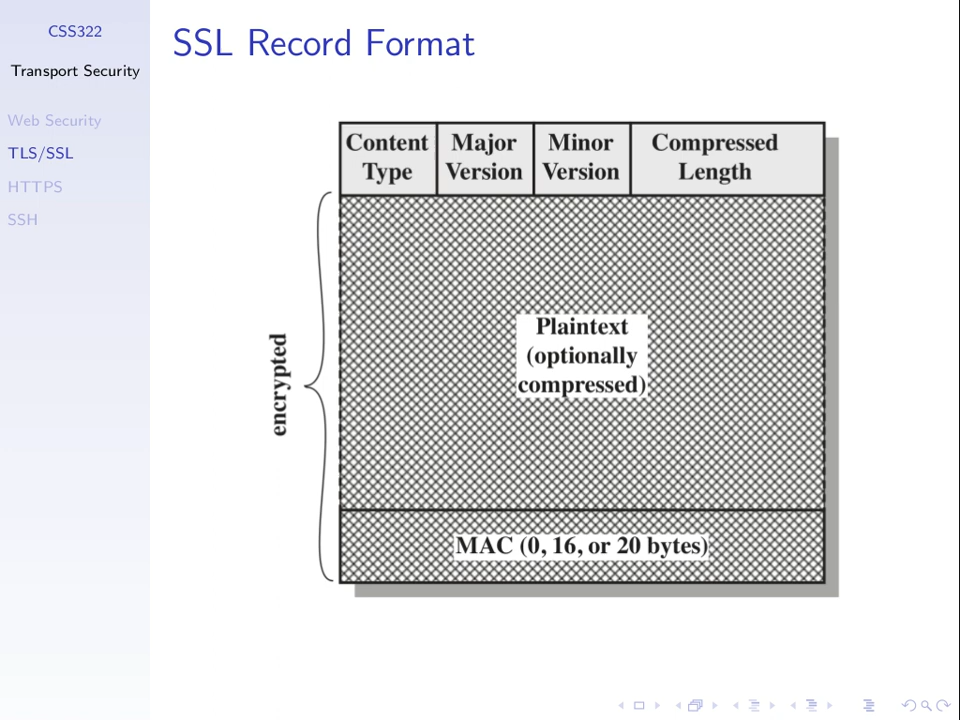 CSS322
Transport Security
Web Security
TLS/SSL
HTTPS
SSH
SSL Record Format
Content
Type
Major
Version
Minor
Version
Compressed
Length
encrypted
Plaintext
(optionally
compressed)
MAC (0, 16, or 20 bytes)